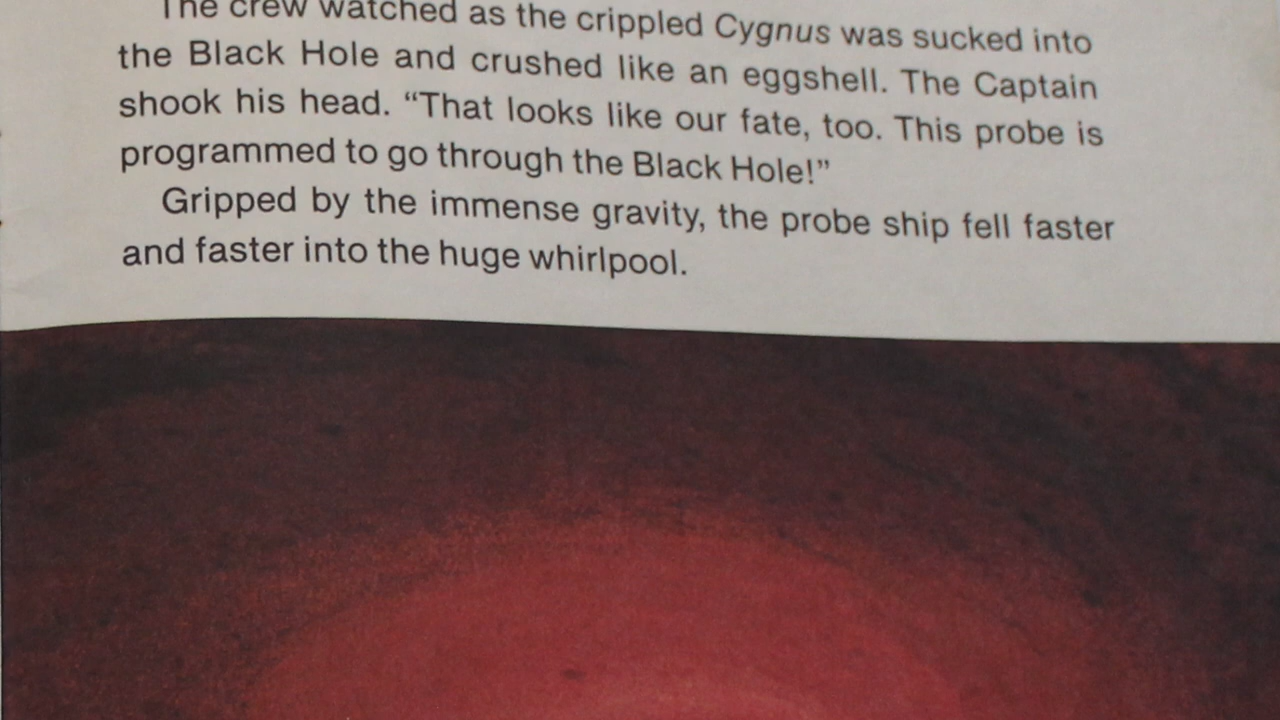 The crew watched as the crippled Cygnus was sucked into
the Black Hole and crushed like an eggshell. The Captain
shook his head. “That looks like our fate, too. This probe is
programmed to go through the Black Hole!”
Gripped by the immense gravity, the probe ship fell faster
and faster into the huge whirlpool.